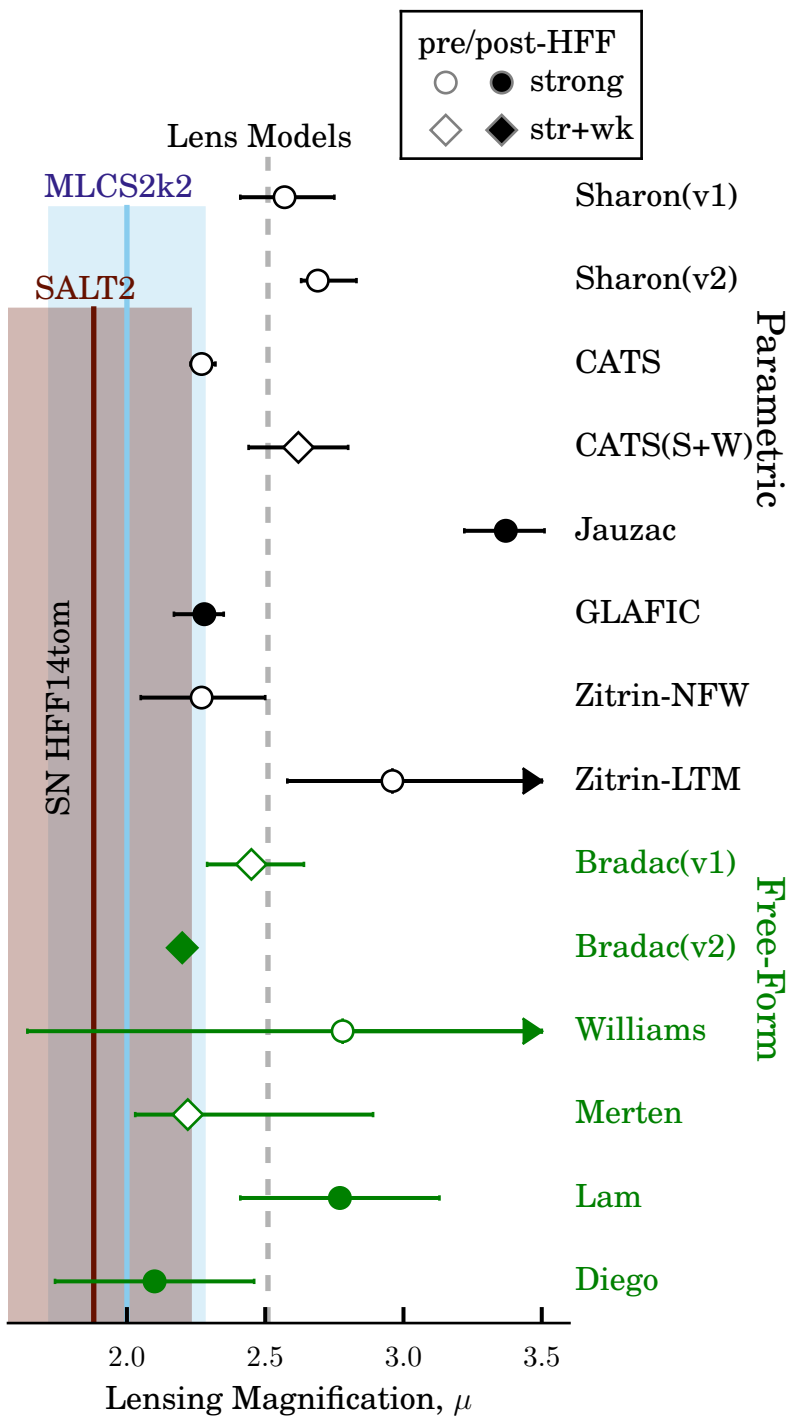 pre/post-HFF
strong
str+wk
Lens Models
MLCS2k2
SALT2
SN HFF14tom
Sharon(v1)
Sharon(v2)
CATS
CATS(S+W)
Jauzac
GLAFIC
Zitrin-NFW
Zitrin-LTM
Bradac(v1)
Bradac(v2)
Williams
Merten
Lam
Diego
Parametric
Free-Form
2.0 2.5 3.0 3.5
Lensing Magnification, μ